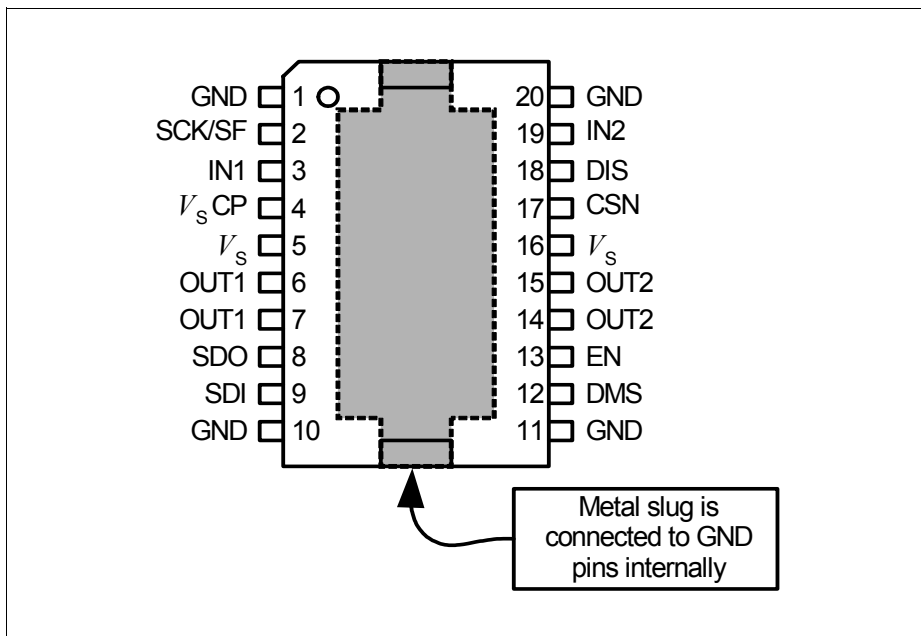 GND 1 20 GND
SCK/SF 2 19 IN2
IN1 3 18 DIS
VS CP 4 17 CSN
VS 5 16 VS
OUT1 6 15 OUT2
OUT1 7 14 OUT2
SDO 8 13 EN
SDI 9 12 DMS
GND 10 11 GND
Metal slug is
connected to GND
pins internally